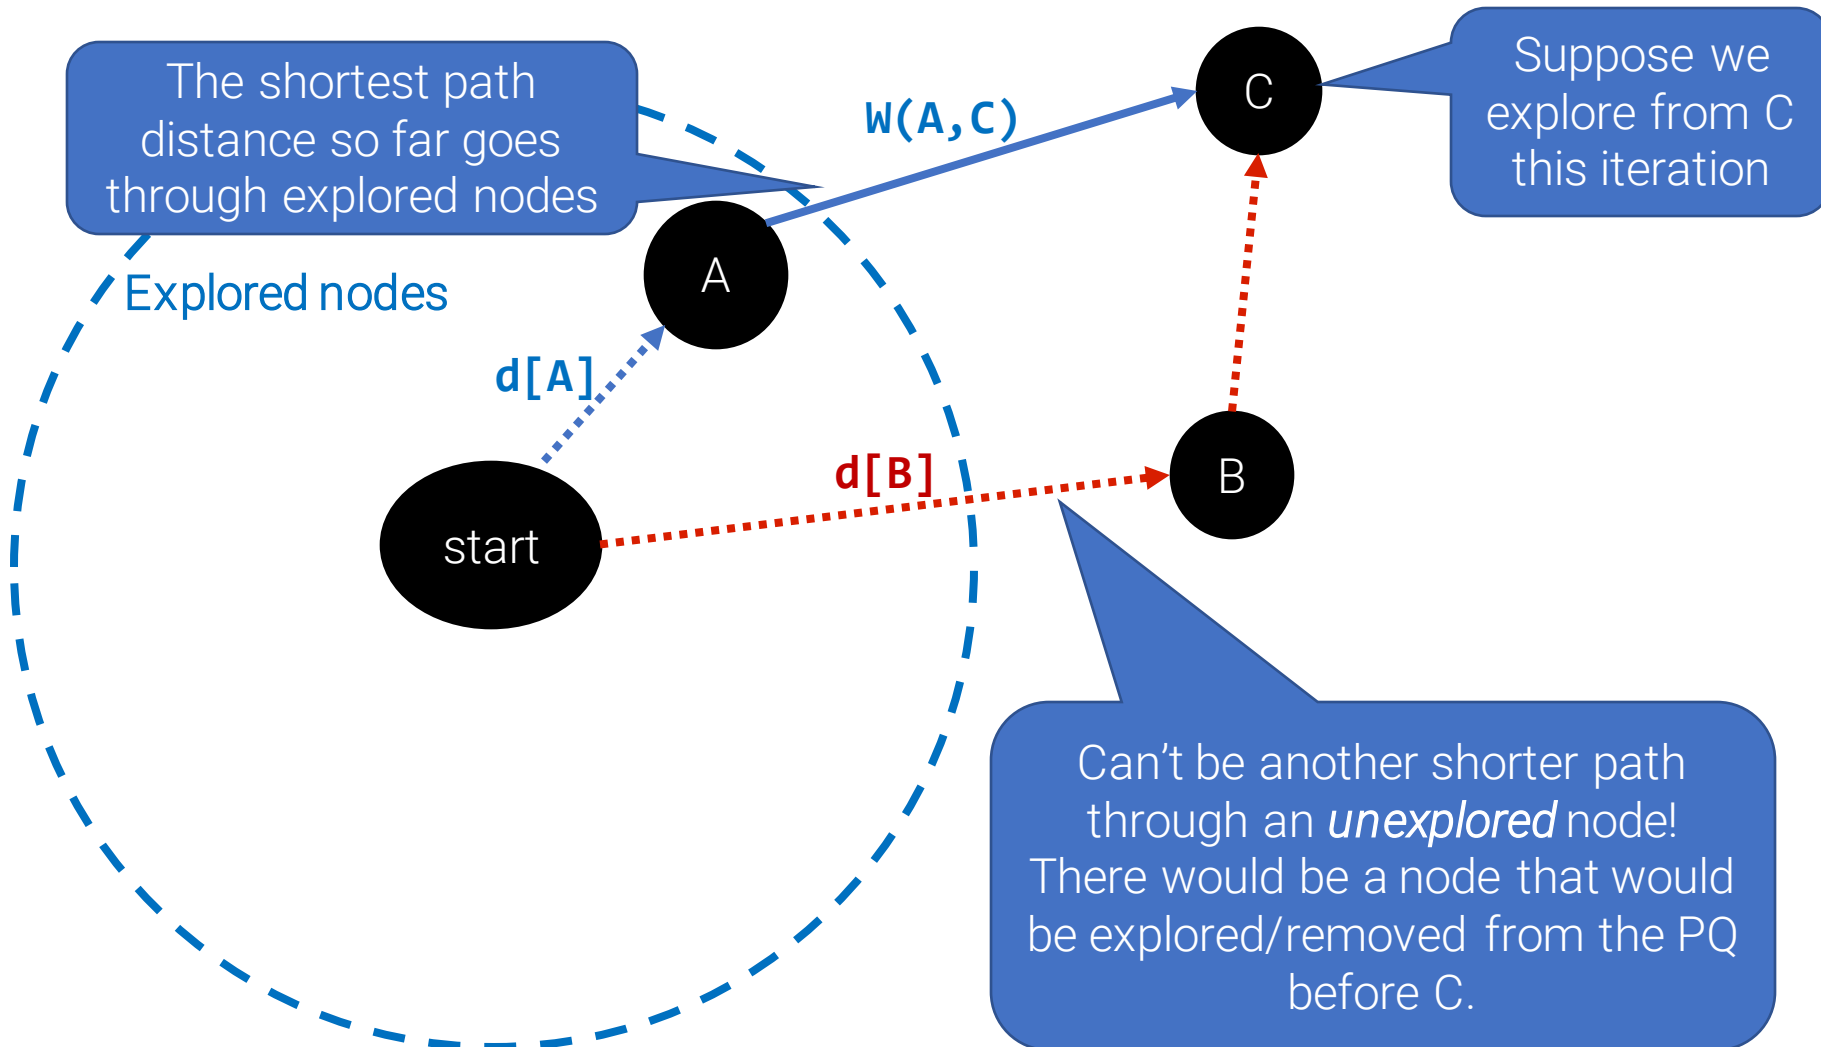 The shortest path
distance so far goes
through explored nodes
W(A,C)
C
Suppose we
explore from C
this iteration
Explored nodes
A
d[A]
d[B]
B
start
Can’t be another shorter path
through an unexplored node!
There would be a node that would
be explored/removed from the PQ
before C.